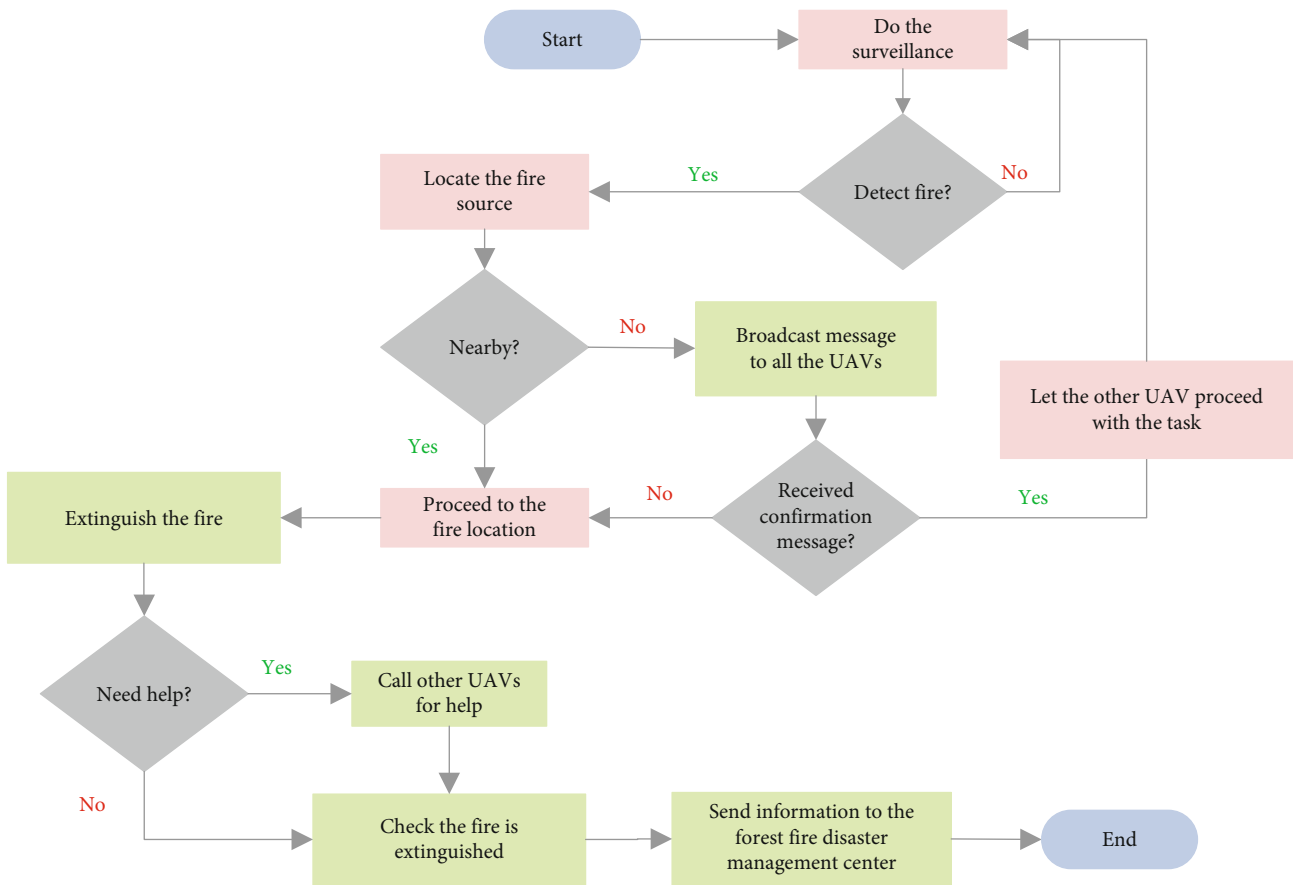 Start
Do the
surveillance
Locate the fire
source
Yes
Detect fire?
No
Nearby?
No
Broadcast message
to all the UAVs
Let the other UAV proceed
with the task
Yes
Extinguish the fire
Proceed to the
fire location
No
Received
confirmation
message?
Yes
Need help?
Yes
Call other UAVs
for help
No
Check the fire is
extinguished
Send information to the
forest fire disaster
management center
End